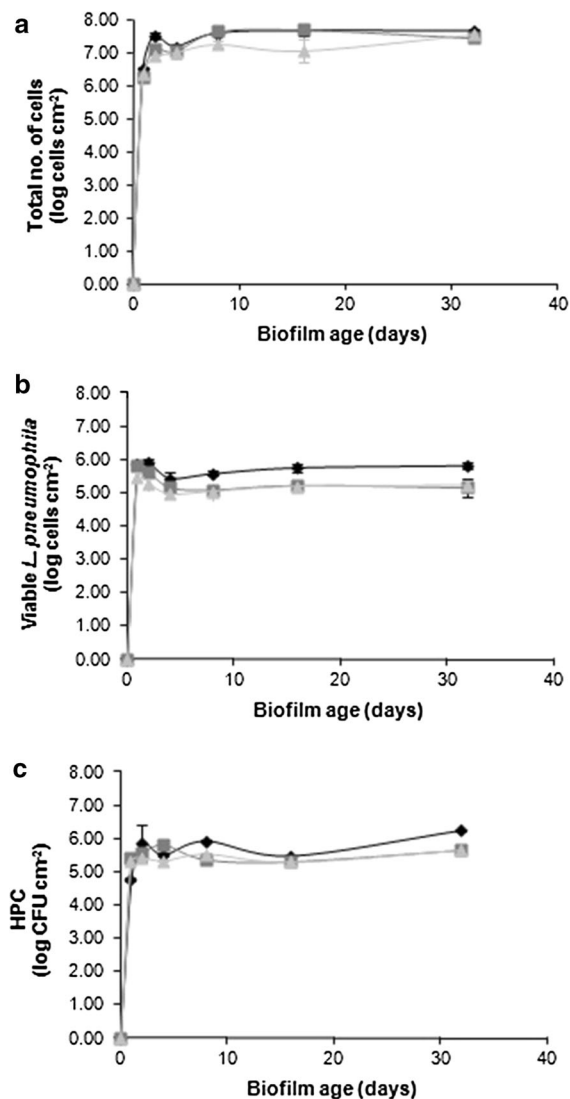 a
8.00
7.00
6.00
5.00
4.00
3.00
2.00
1.00
0.00
Total no. of cells
(log cells cm⁻²)
0 10 20 30 40
Biofilm age (days)
b
8.00
7.00
6.00
5.00
4.00
3.00
2.00
1.00
0.00
Viable L. pneumophila
(log cells cm⁻²)
0 10 20 30 40
Biofilm age (days)
c
8.00
7.00
6.00
5.00
4.00
3.00
2.00
1.00
0.00
HPC
(log CFU cm⁻²)
0 10 20 30 40
Biofilm age (days)